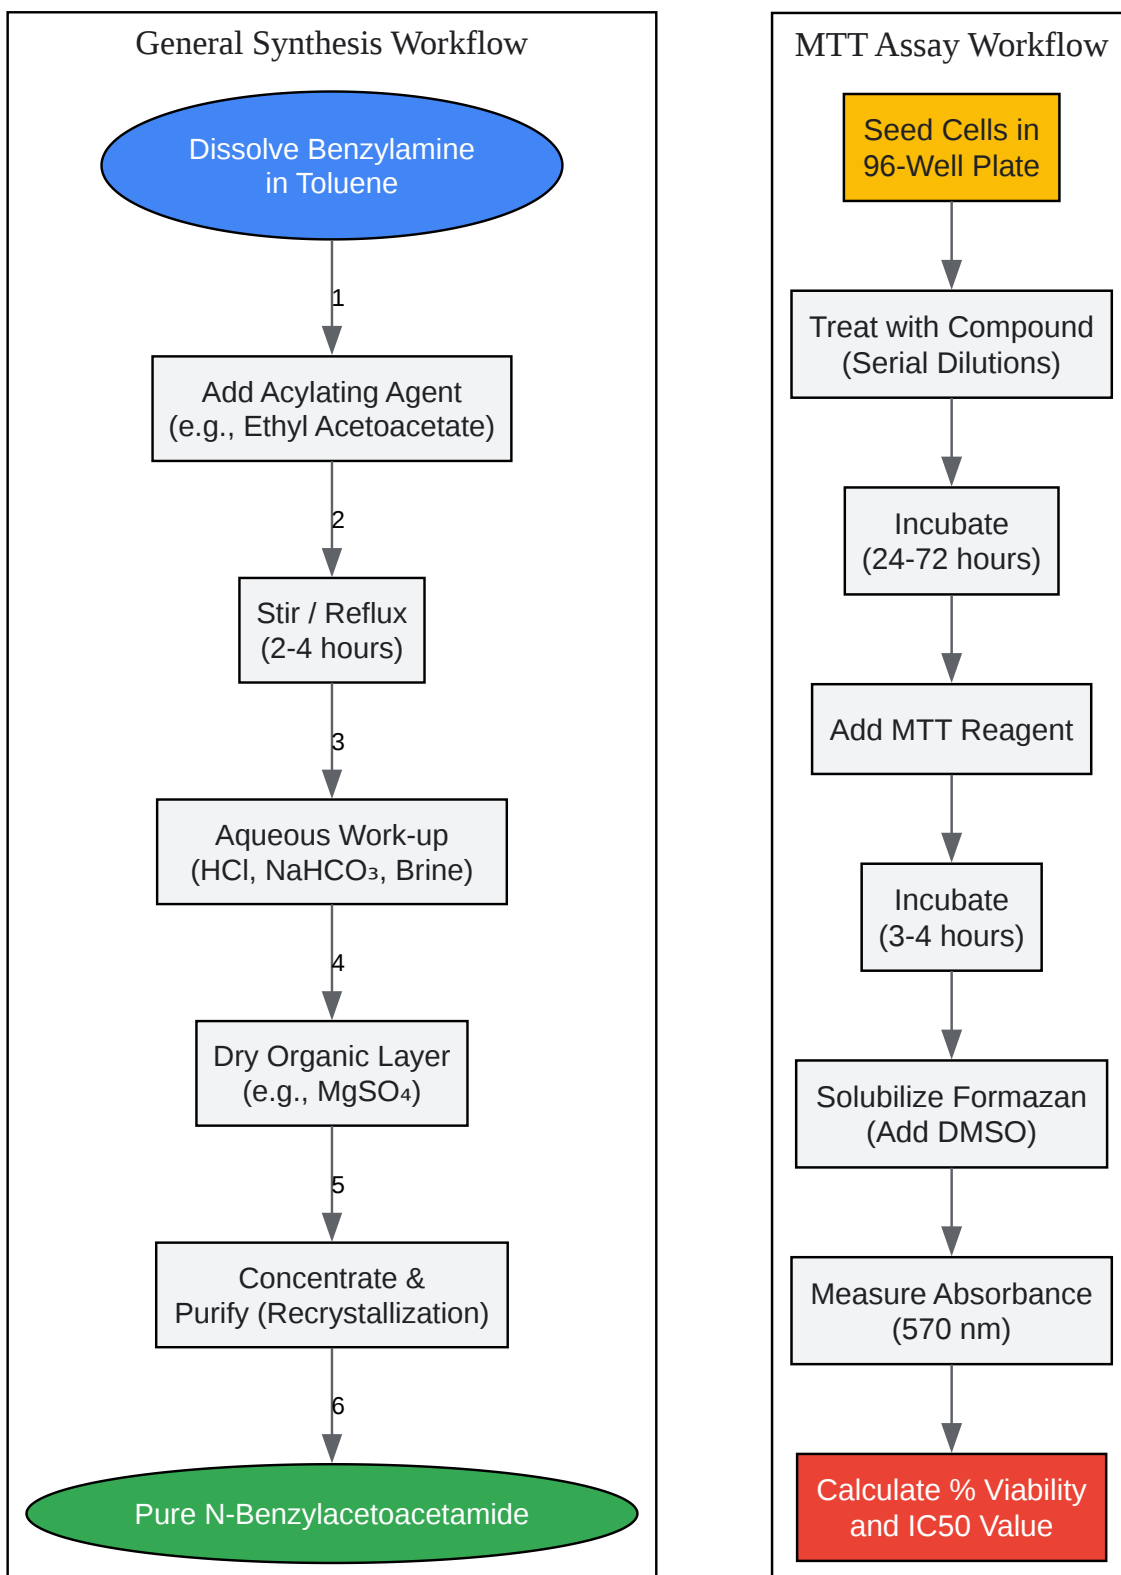 General Synthesis Workflow
Dissolve Benzylamine
in Toluene
1
Add Acylating Agent
(e.g., Ethyl Acetoacetate)
2
Stir / Reflux
(2-4 hours)
3
Aqueous Work-up
(HCl, NaHCO₃, Brine)
4
Dry Organic Layer
(e.g., MgSO₄)
5
Concentrate &
Purify (Recrystallization)
6
Pure N-Benzylacetoacetamide
MTT Assay Workflow
Seed Cells in
96-Well Plate
Treat with Compound
(Serial Dilutions)
Incubate
(24-72 hours)
Add MTT Reagent
Incubate
(3-4 hours)
Solubilize Formazan
(Add DMSO)
Measure Absorbance
(570 nm)
Calculate % Viability
and IC50 Value